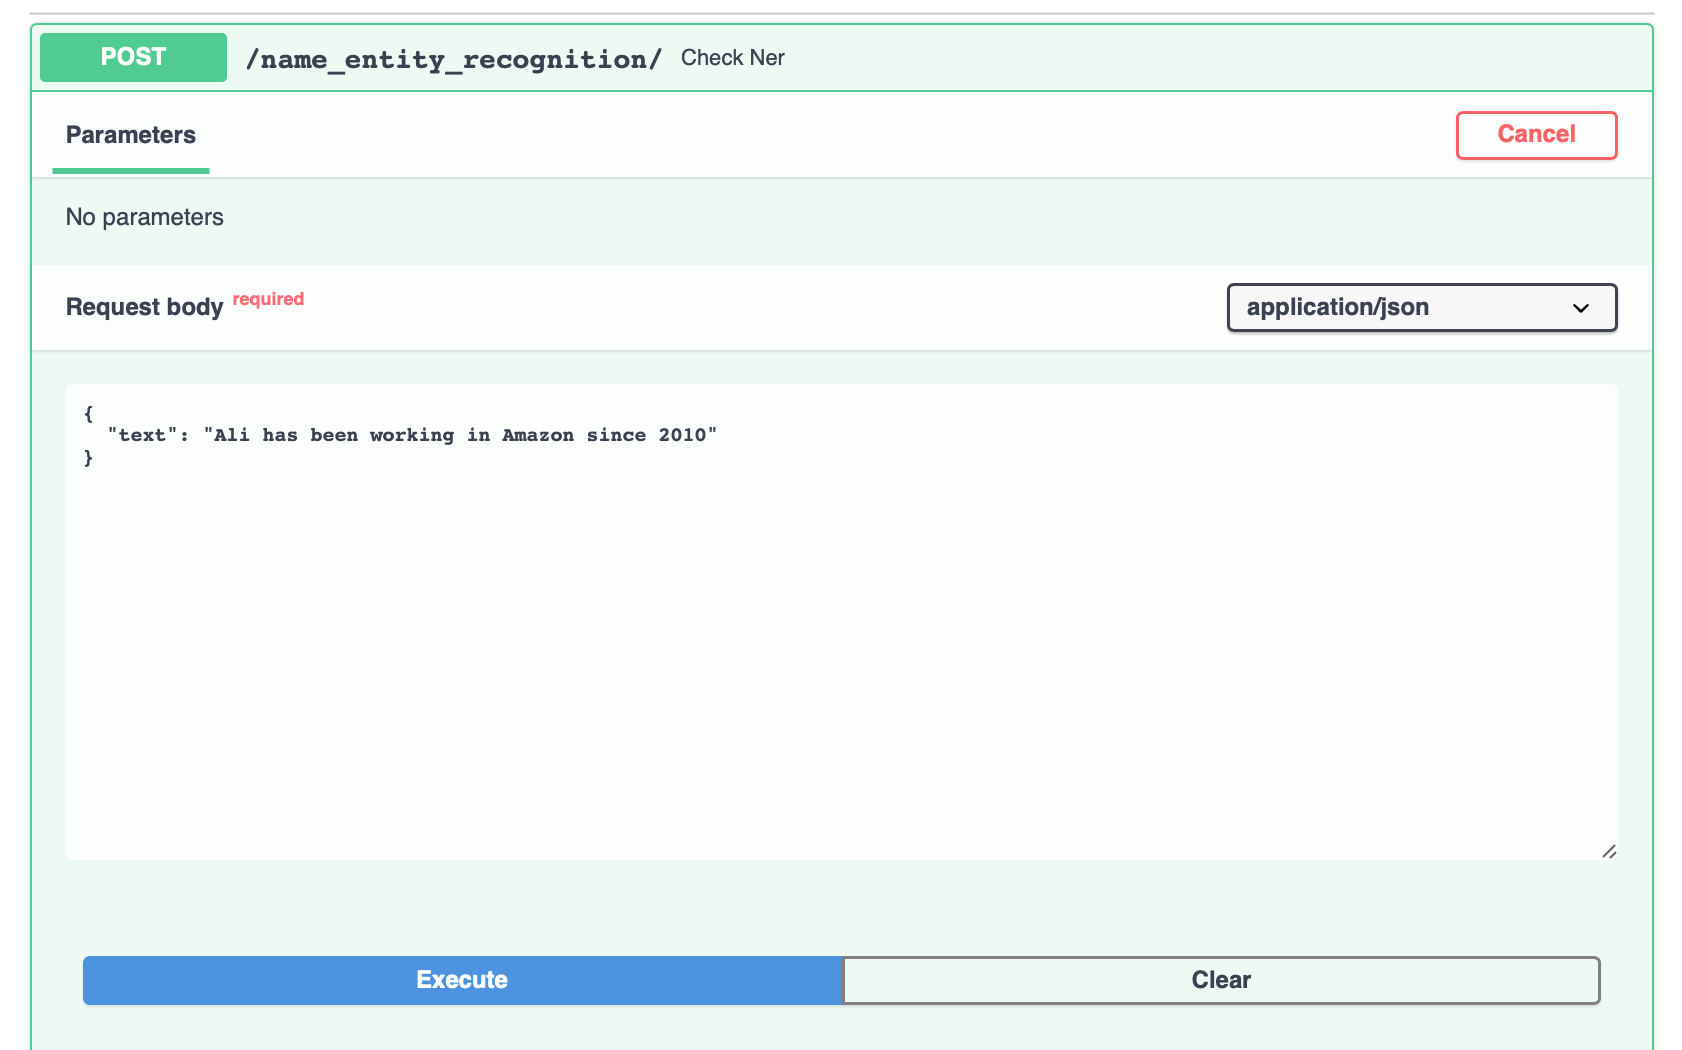 POST /name_entity_recognition/ Check Ner
Parameters Cancel
No parameters
Request body required application/json
{
  "text": "Ali has been working in Amazon since 2010"
}
Execute Clear